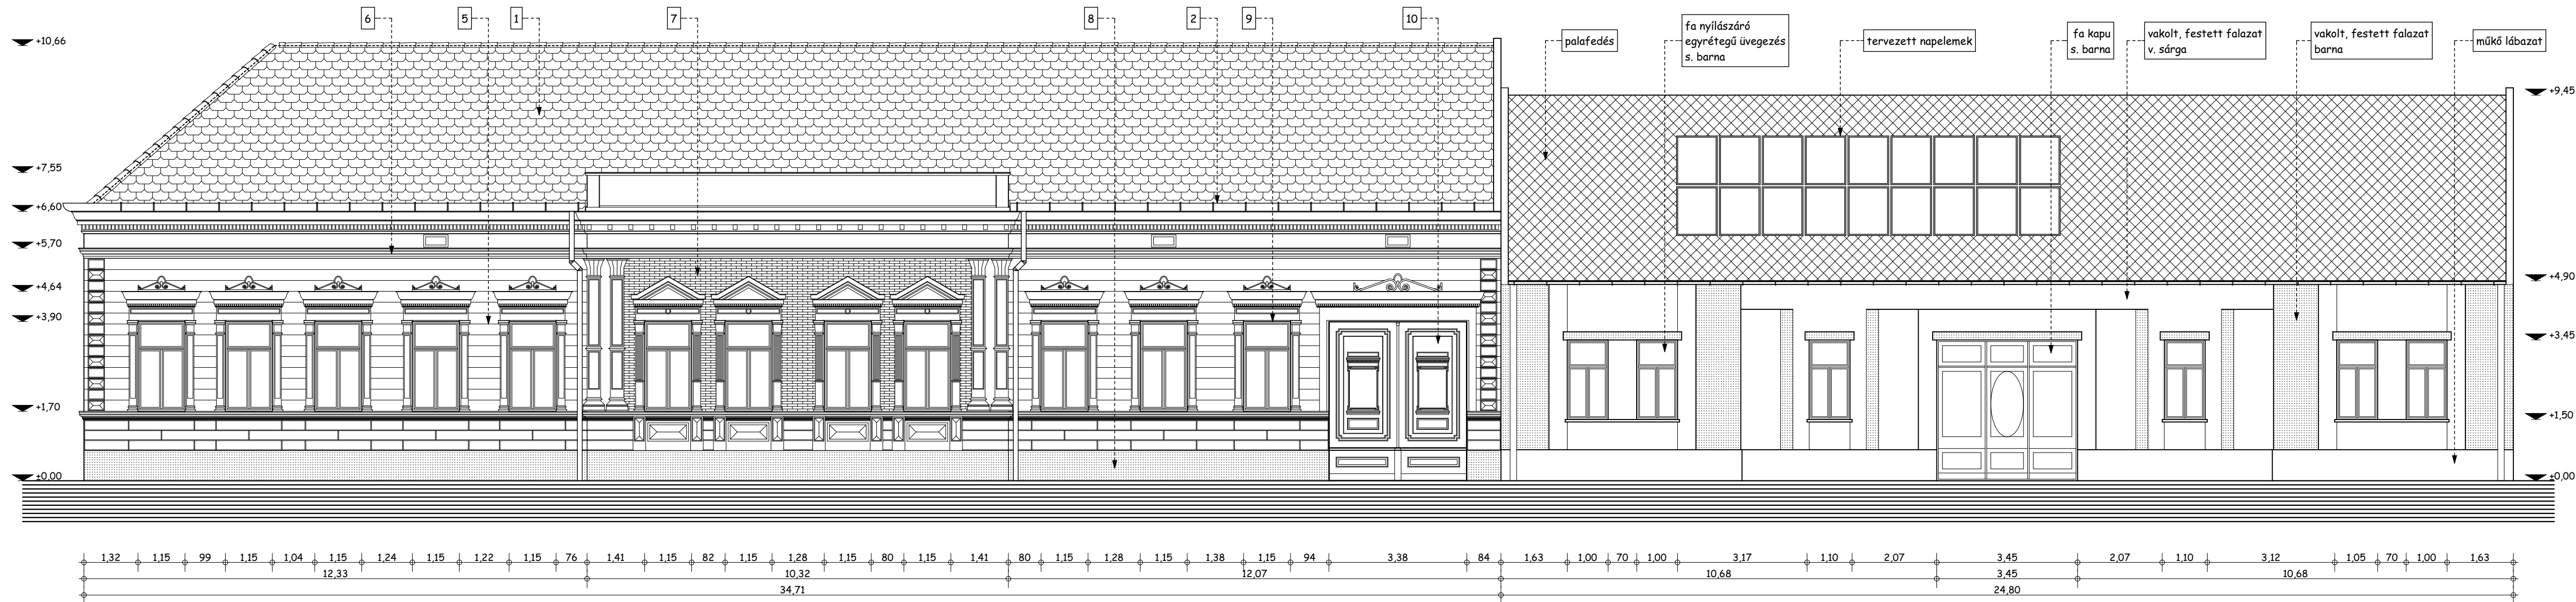 6
5
1
7
8
2
9
10
palafedés
fa nyílászáró
egyrétegű üvegezés
s. barna
tervezett napelemek
fa kapu
s. barna
vakolt, festett falazat
v. sárga
vakolt, festett falazat
barna
műkő lábazat
+10,66
+7,55
+6,60
+5,70
+4,64
+3,90
+1,70
±0,00
+9,45
+4,90
+3,45
+1,50
±0,00
1,32 1,15 99 1,15 1,04 1,15 1,24 1,15 1,22 1,15 76 1,41 1,15 82 1,15 1,28 1,15 80 1,15 1,41 80 1,15 1,28 1,15 1,38 1,15 94 3,38 84 1,63 1,00 70 1,00 3,17 1,10 2,07 3,45 2,07 1,10 3,12 1,05 70 1,00 1,63
12,33 10,32 12,07 10,68 3,45 10,68
34,71 24,80